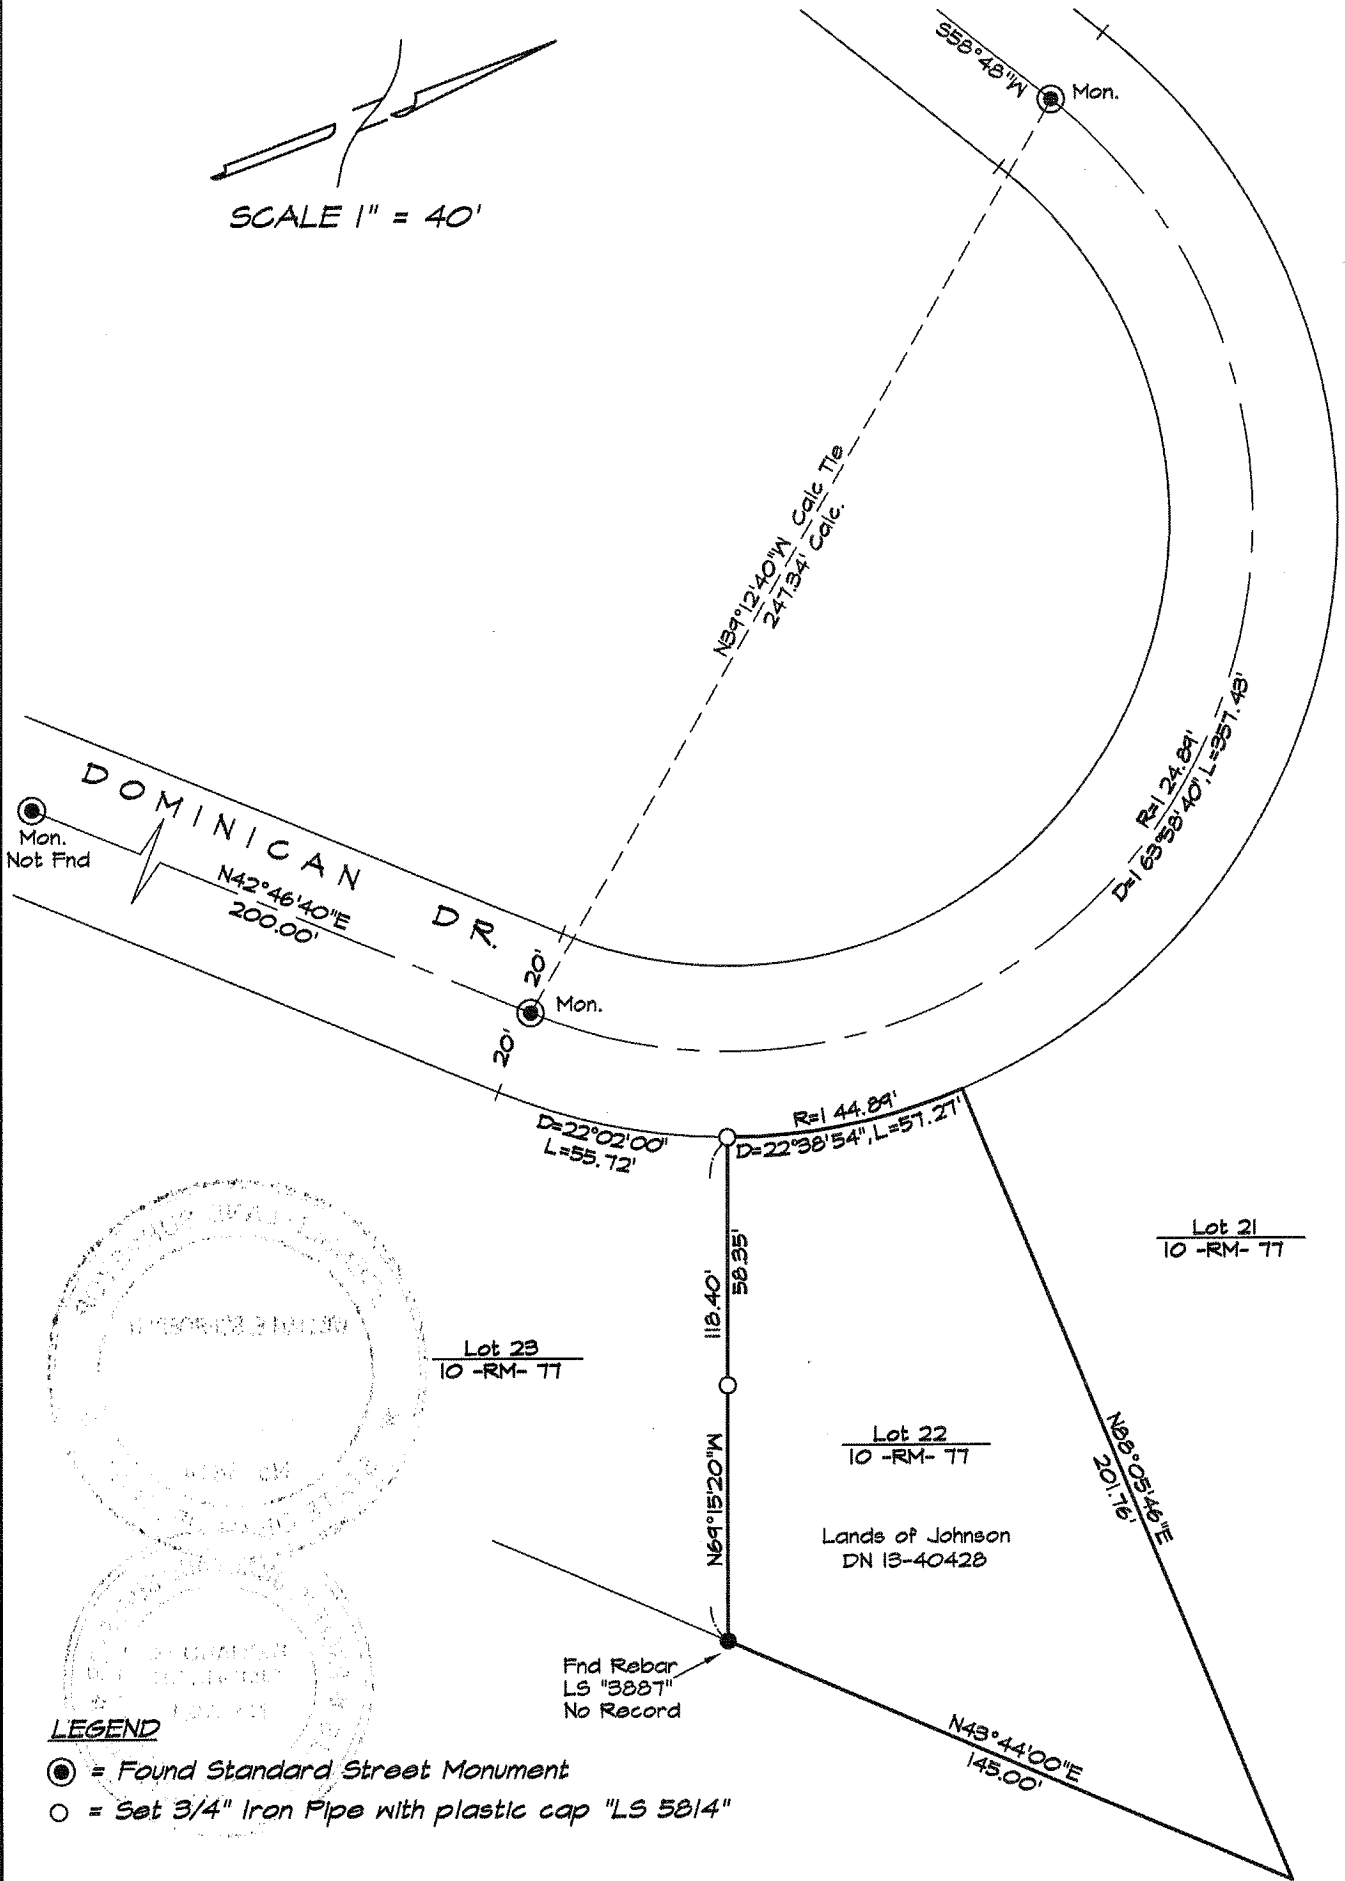 S58°48"W
Mon.
SCALE 1" = 40'
N39°12'40"W Calc Tie
247.34' Calc.
R=124.89'
D=163°58'40", L=357.43'
DOMINICAN DR.
Mon.
Not Fnd
N42°46'40"E
200.00'
20'
Mon.
20'
D=22°02'00"
L=55.72'
R=144.89'
D=22°38'54", L=57.27'
58.35'
118.40'
N69°15'20"W
Lot 21
10 -RM- 77
Lot 23
10 -RM- 77
Lot 22
10 -RM- 77
N88°05'46"E
201.76'
Lands of Johnson
DN 13-40428
Fnd Rebar
LS "3887"
No Record
N43°44'00"E
145.00'
LEGEND
= Found Standard Street Monument
= Set 3/4" Iron Pipe with plastic cap "LS 5814"